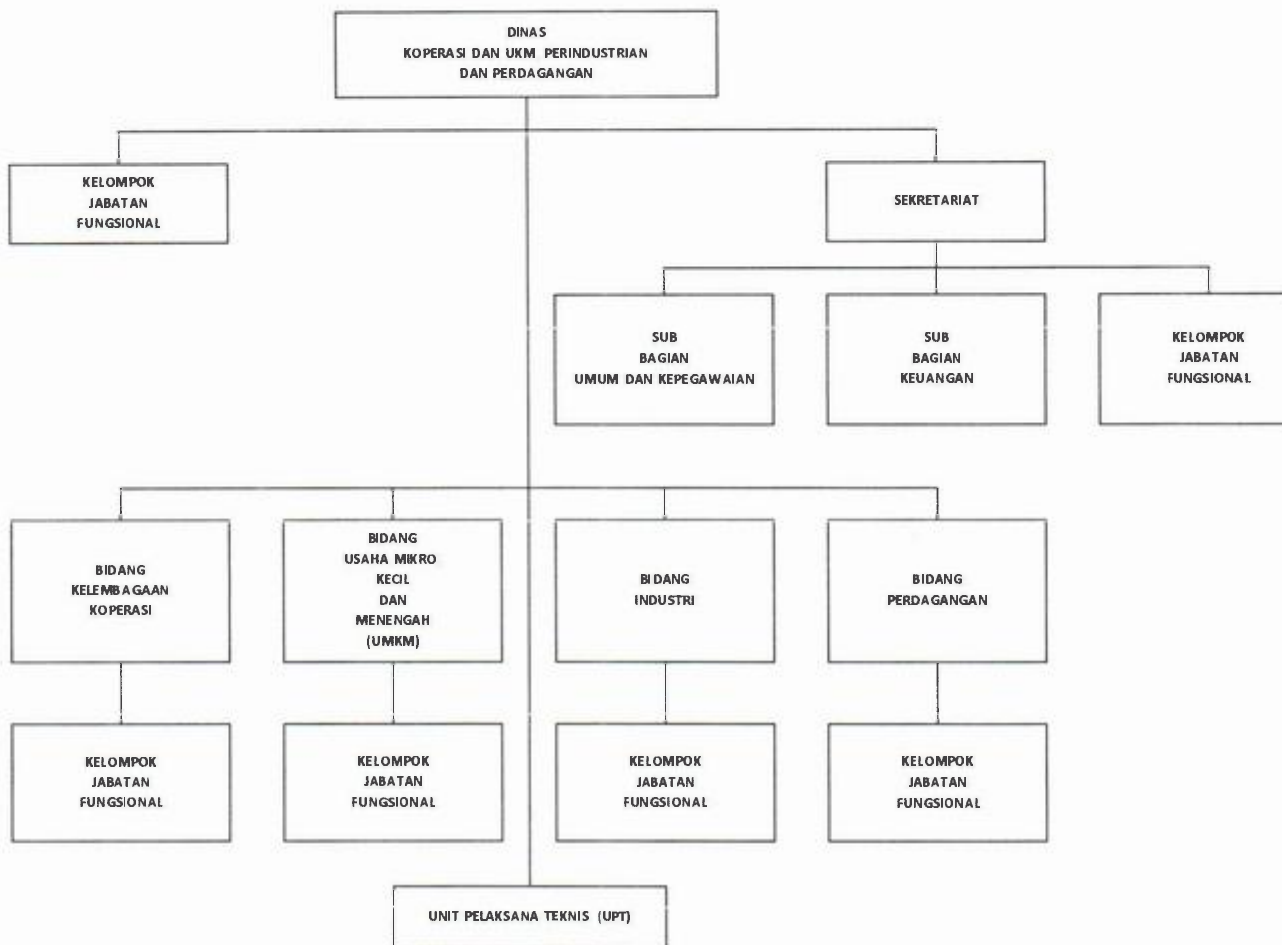 DINAS
KOPERASI DAN UKM PERINDUSTRIAN
DAN PERDAGANGAN
KELOMPOK
JABATAN
FUNGSIONAL
SEKRETARIAT
SUB
BAGIAN
UMUM DAN KEPEGAWAIAN
SUB
BAGIAN
KEUANGAN
KELOMPOK
JABATAN
FUNGSIONAL
BIDANG
KELEMBAGAAN
KOPERASI
BIDANG
USAHA MIKRO
KECIL
DAN
MENENGAH
(UMKM)
BIDANG
INDUSTRI
BIDANG
PERDAGANGAN
KELOMPOK
JABATAN
FUNGSIONAL
KELOMPOK
JABATAN
FUNGSIONAL
KELOMPOK
JABATAN
FUNGSIONAL
KELOMPOK
JABATAN
FUNGSIONAL
UNIT PELAKSANA TEKNIS (UPT)